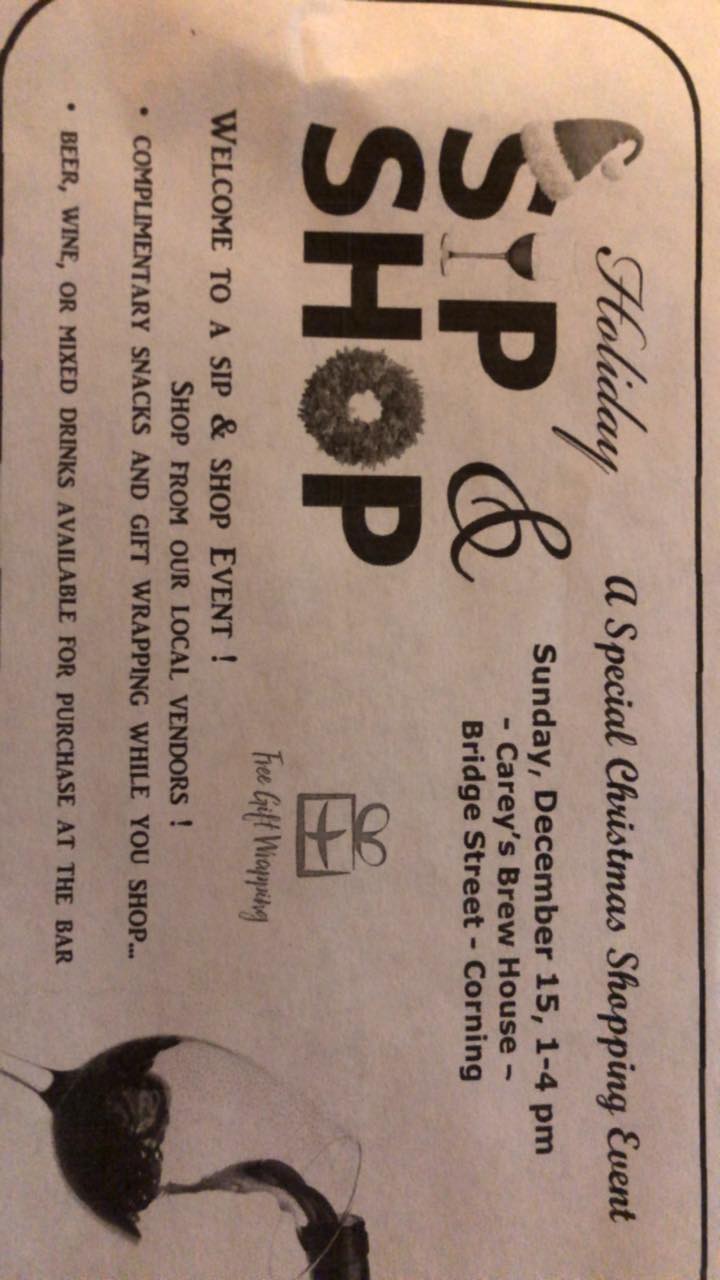 Holiday
SIP &
SHOP
A Special Christmas Shopping Event
Sunday, December 15, 1-4 pm
- Carey's Brew House -
Bridge Street - Corning
Free Gift Wrapping
WELCOME TO A SIP & SHOP EVENT !
SHOP FROM OUR LOCAL VENDORS !
• COMPLIMENTARY SNACKS AND GIFT WRAPPING WHILE YOU SHOP...
• BEER, WINE, OR MIXED DRINKS AVAILABLE FOR PURCHASE AT THE BAR